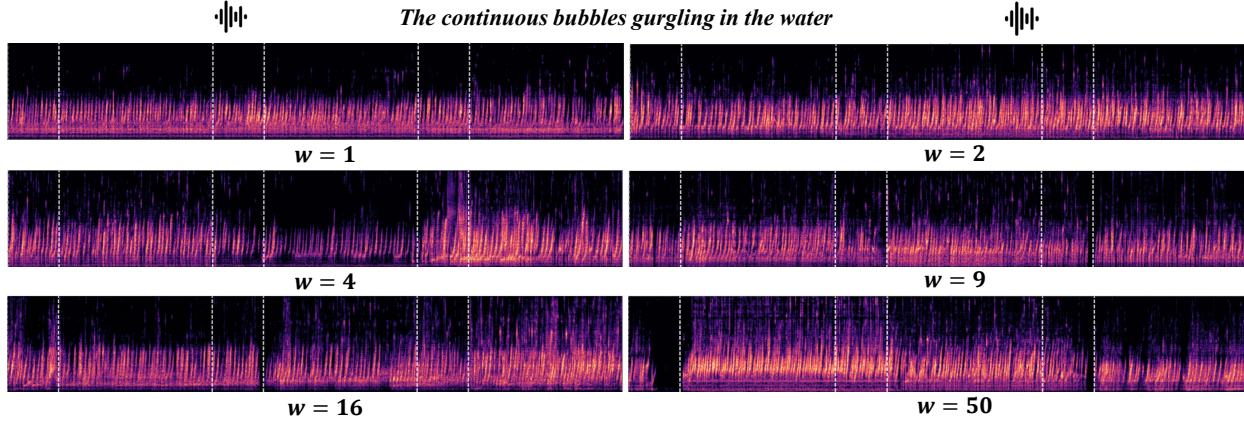 The continuous bubbles gurgling in the water
w = 1
w = 2
w = 4
w = 9
w = 16
w = 50